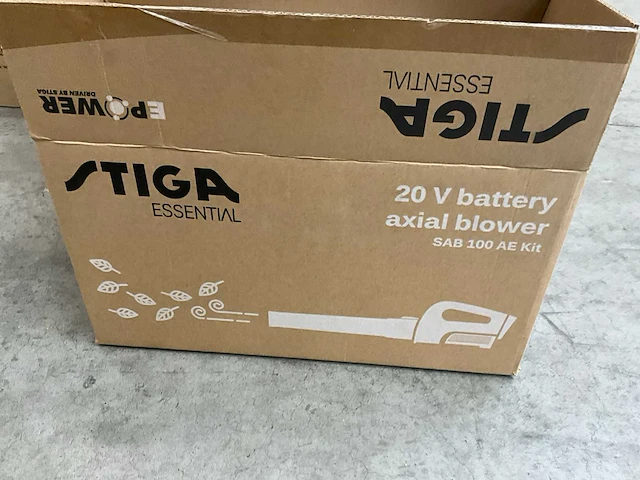 EPOWER
DRIVEN BY STIGA
STIGA
ESSENTIAL
STIGA
ESSENTIAL
20 V battery
axial blower
SAB 100 AE Kit